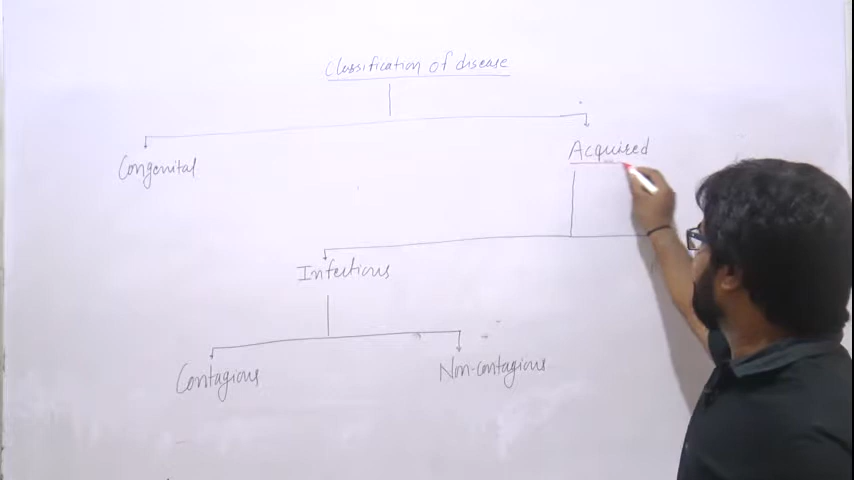 Classification of disease
Congenital
Acquired
Infectious
Contagious
Non-contagious